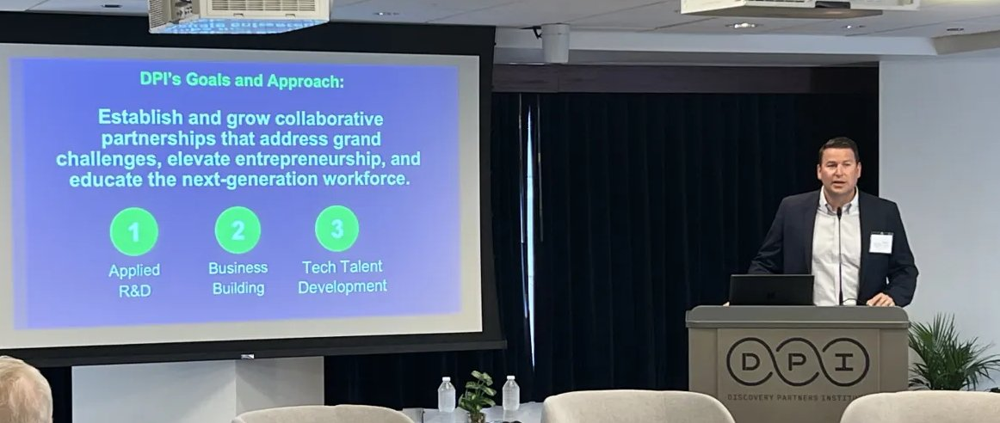 DPI's Goals and Approach:
Establish and grow collaborative
partnerships that address grand
challenges, elevate entrepreneurship, and
educate the next-generation workforce.
1
2
3
Applied
R&D
Business
Building
Tech Talent
Development
DPI
DISCOVERY PARTNERS INSTITUTE